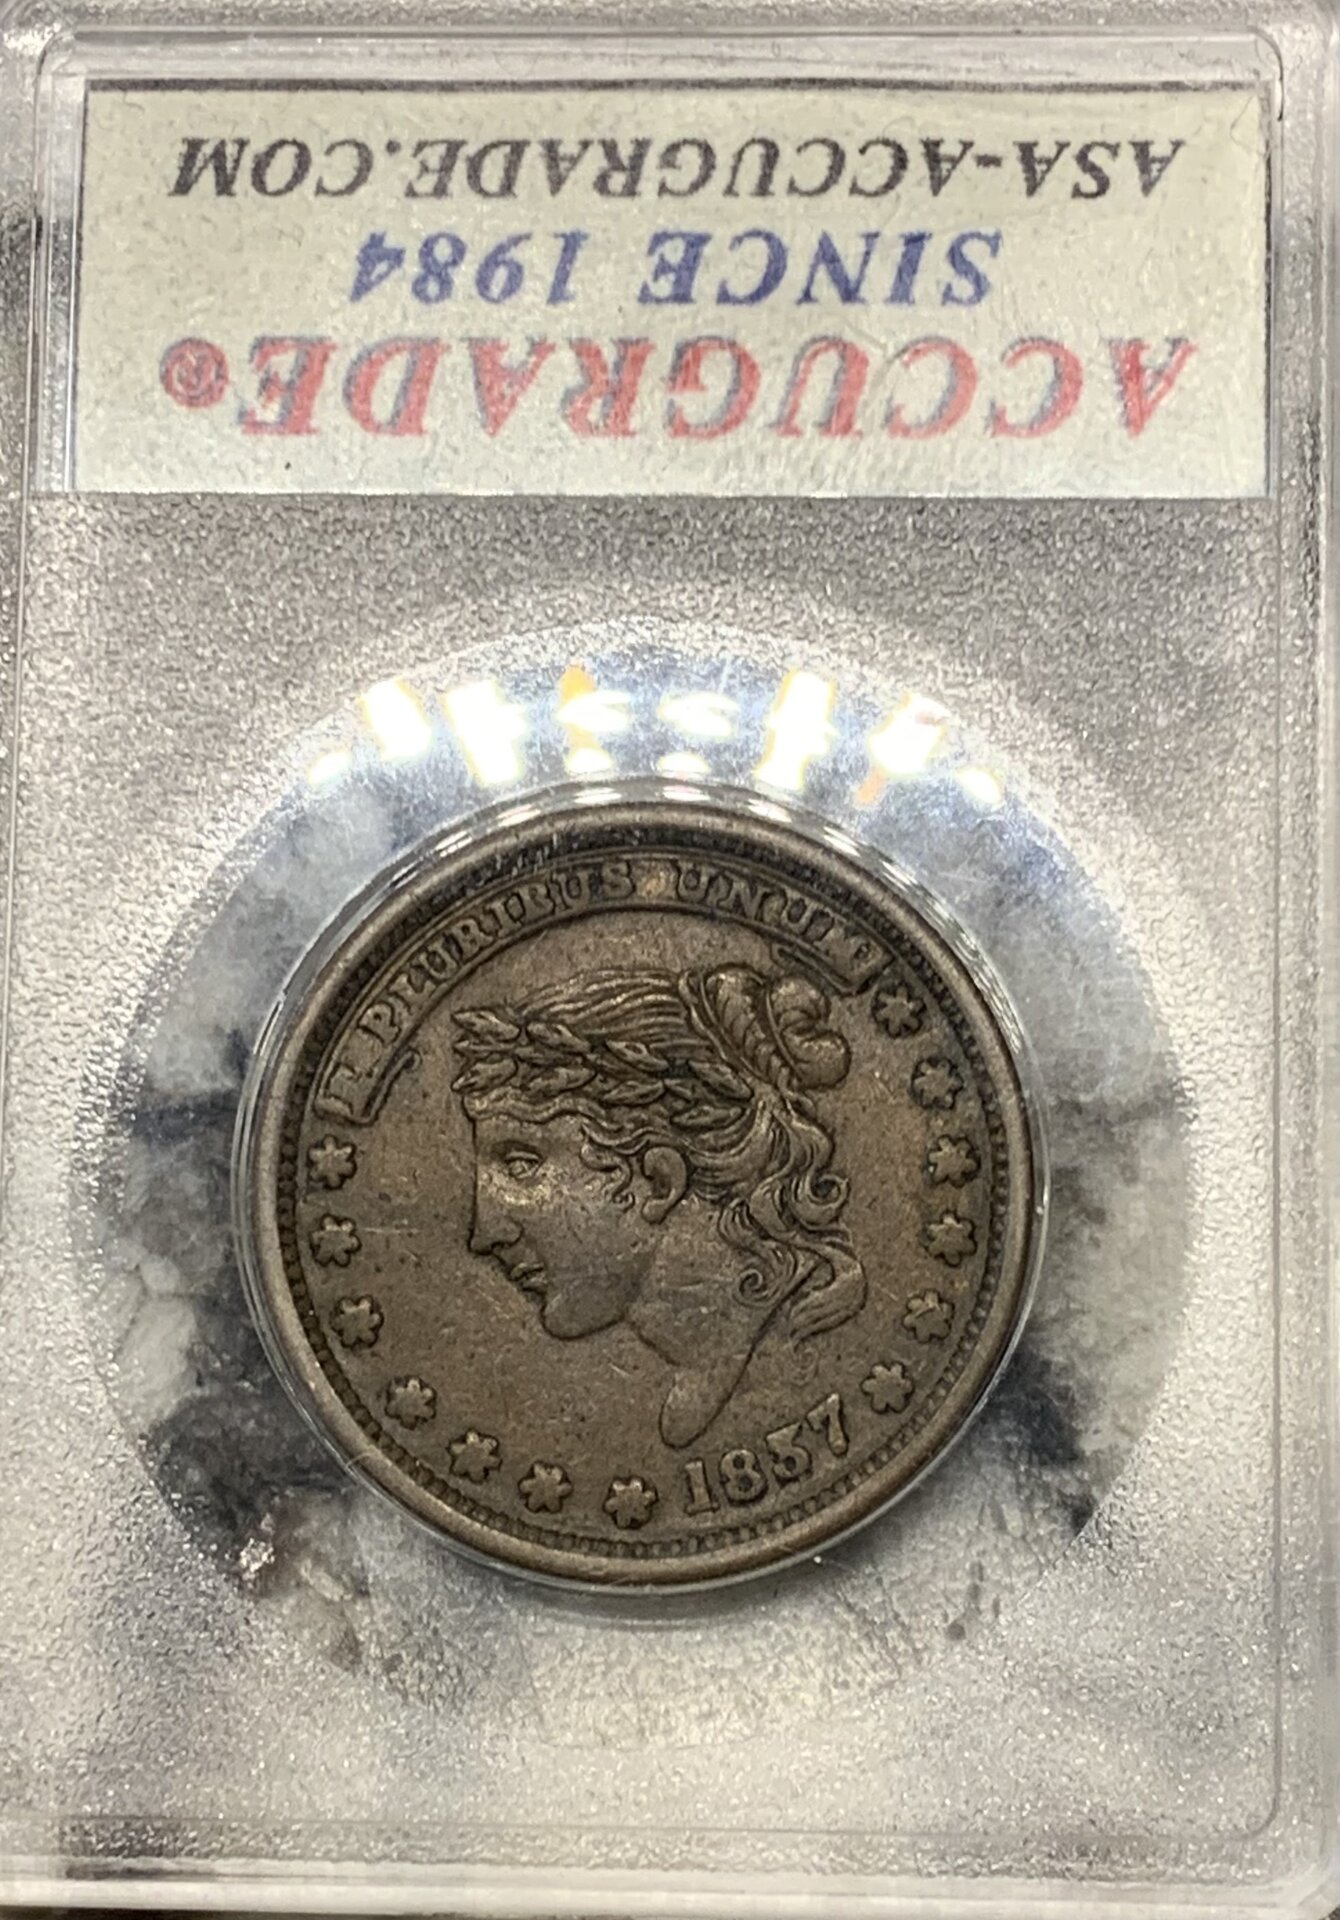 ACCUGRADE®
SINCE 1984
ASA-ACCUGRADE.COM
E PLURIBUS UNUM
1837